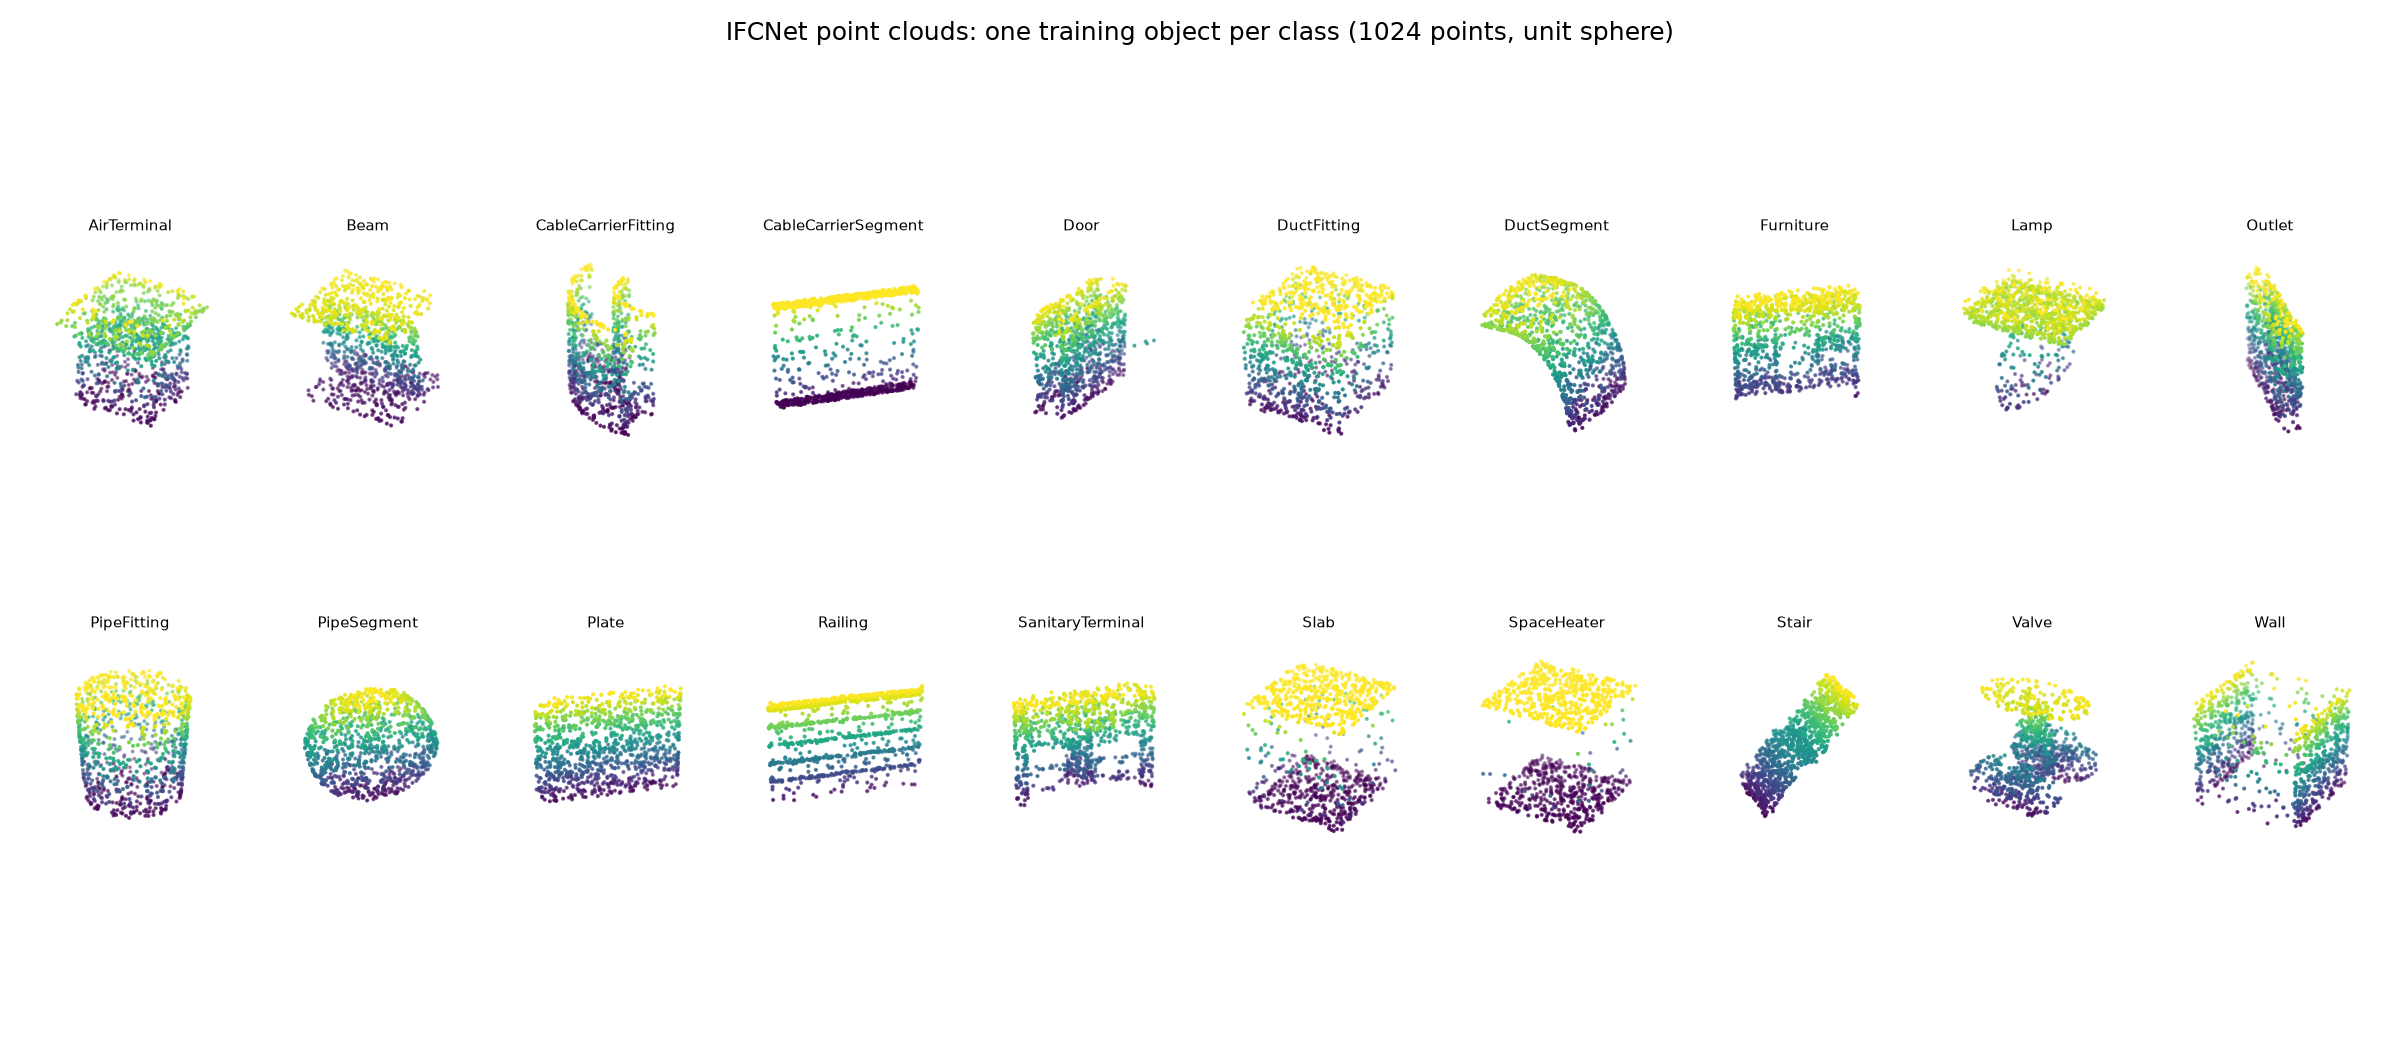 IFCNet point clouds: one training object per class (1024 points, unit sphere)
AirTerminal
Beam
CableCarrierFitting
CableCarrierSegment
Door
DuctFitting
DuctSegment
Furniture
Lamp
Outlet
PipeFitting
PipeSegment
Plate
Railing
SanitaryTerminal
Slab
SpaceHeater
Stair
Valve
Wall